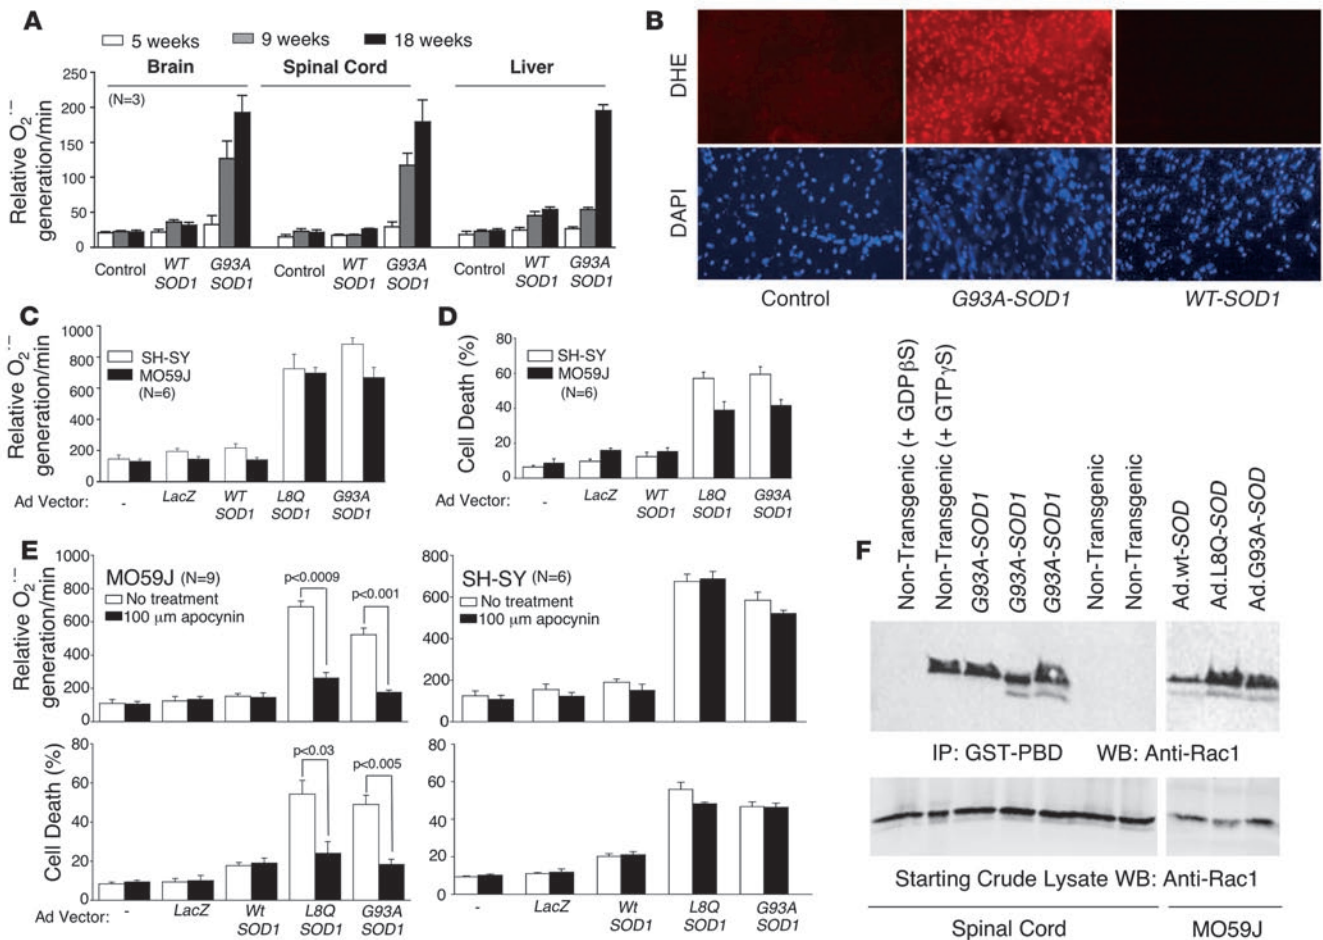 A
5 weeks 9 weeks 18 weeks
Brain Spinal Cord Liver
(N=3)
Relative O2·−
generation/min
250
200
150
100
50
0
Control WT SOD1 G93A SOD1 Control WT SOD1 G93A SOD1 Control WT SOD1 G93A SOD1
B
DHE
DAPI
Control G93A-SOD1 WT-SOD1
C
Relative O2·−
generation/min
1000
800
600
400
200
0
SH-SY
MO59J
(N=6)
Ad Vector: - LacZ WT SOD1 L8Q SOD1 G93A SOD1
D
Cell Death (%)
80
60
40
20
0
SH-SY
MO59J
(N=6)
Ad Vector: - LacZ WT SOD1 L8Q SOD1 G93A SOD1
E
Relative O2·−
generation/min
1000
800
600
400
200
0
MO59J (N=9)
No treatment
100 μm apocynin
p<0.0009
p<0.001
800
600
400
200
0
SH-SY (N=6)
No treatment
100 μm apocynin
Cell Death (%)
80
60
40
20
0
p<0.03
p<0.005
Ad Vector: - LacZ Wt SOD1 L8Q SOD1 G93A SOD1
80
60
40
20
0
- LacZ Wt SOD1 L8Q SOD1 G93A SOD1
F
Non-Transgenic (+ GDPβS)
Non-Transgenic (+ GTPγS)
G93A-SOD1
G93A-SOD1
G93A-SOD1
Non-Transgenic
Non-Transgenic
Ad.wt-SOD
Ad.L8Q-SOD
Ad.G93A-SOD
IP: GST-PBD WB: Anti-Rac1
Starting Crude Lysate WB: Anti-Rac1
Spinal Cord MO59J